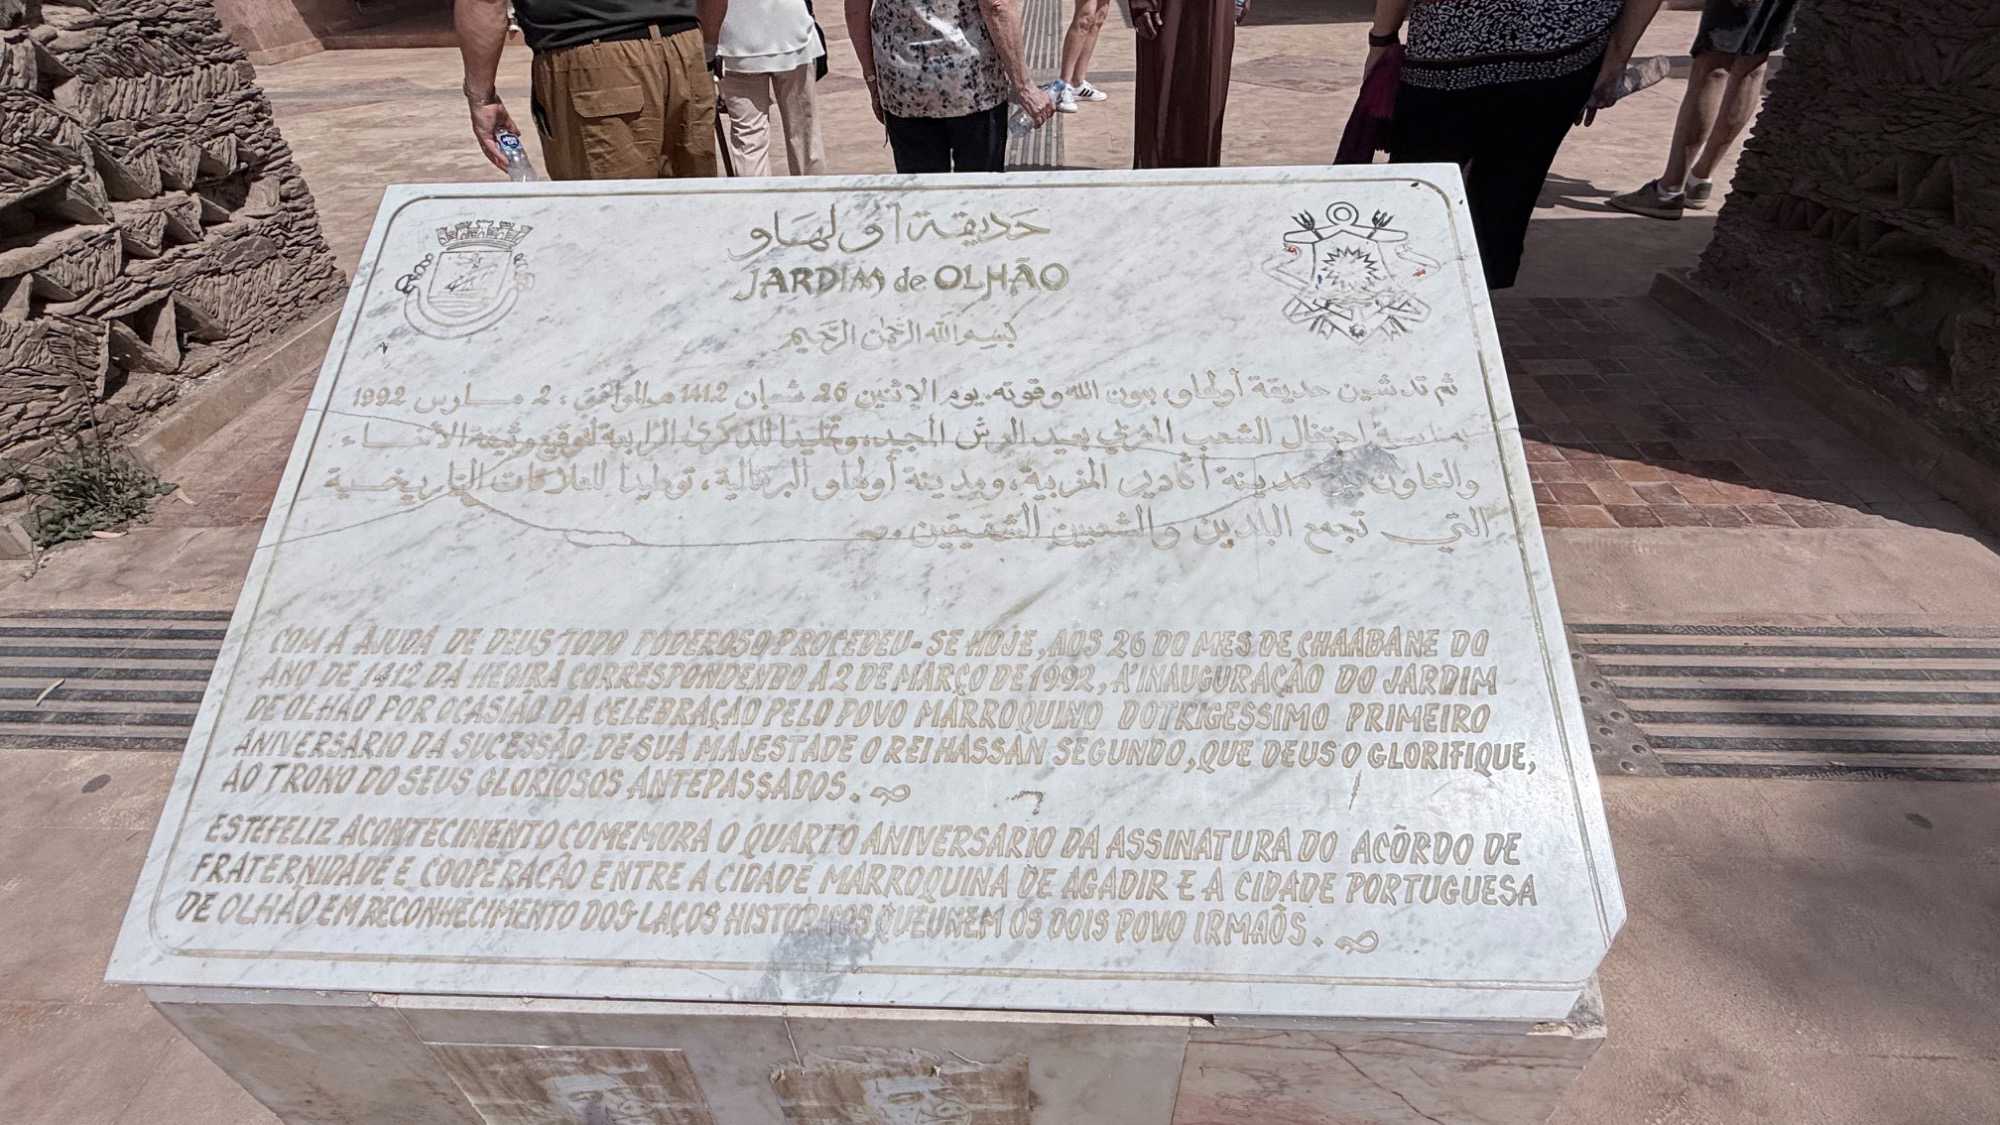 حديقة أولهاو
JARDIM de OLHÃO
بسم الله الرحمن الرحيم
تم تدشين حديقة أولهاو بعون الله وقوته. يوم الإثنين 26 شعبان 1412 هـ الموافق : 2 مارس 1992
بمناسبة احتفال الشعب المغربي بعيد العرش المجيد، وتخليدا للذكرى الرابعة لتوقيع وثيقة الإخاء
والتعاون بين مدينة أكادير المغربية، ومدينة أولهاو البرتغالية، توطيدا للعلاقات التاريخية
التي تجمع البلدين والشعبين الشقيقين.
COM A AJUDA DE DEUS TODO PODEROSO PROCEDEU-SE HOJE, AOS 26 DO MES DE CHAABANE DO
ANO DE 1412 DA HEGIRA CORRESPONDENDO A 2 DE MARÇO DE 1992, A'INAUGURAÇÃO DO JARDIM
DE OLHÃO POR OCASIÃO DA CELEBRAÇAO PELO POVO MARROQUINO DO TRIGESSIMO PRIMEIRO
ANIVERSÁRIO DA SUCESSÃO DE SUA MAJESTADE O REI HASSAN SEGUNDO, QUE DEUS O GLORIFIQUE,
AO TRONO DO SEUS GLORIOSOS ANTEPASSADOS.
ESTE FELIZ ACONTECIMENTO COMEMORA O QUARTO ANIVERSÁRIO DA ASSINATURA DO ACÕRDO DE
FRATERNIDADE E COOPERAÇÃO ENTRE A CIDADE MARROQUINA DE AGADIR E A CIDADE PORTUGUESA
DE OLHÃO EM RECONHECIMENTO DOS LAÇOS HISTORICOS QUE UNEM OS DOIS POVO IRMAÕS.